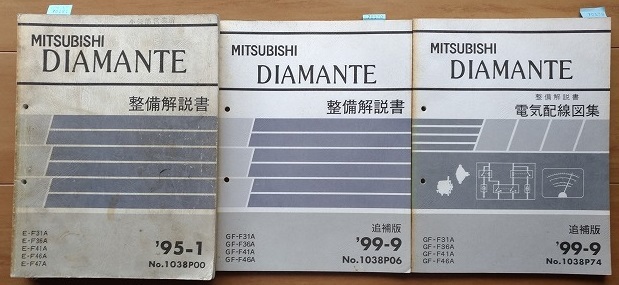 MITSUBISHI
DIAMANTE
整備解説書
E-F31A
E-F36A
E-F41A
E-F46A
E-F47A
'95-1
No.1038P00
MITSUBISHI
DIAMANTE
整備解説書
GF-F31A
GF-F36A
GF-F41A
GF-F46A
追補版
'99-9
No.1038P06
MITSUBISHI
DIAMANTE
整備解説書
電気配線図集
GF-F31A
GF-F36A
GF-F41A
GF-F46A
追補版
'99-9
No.1038P74